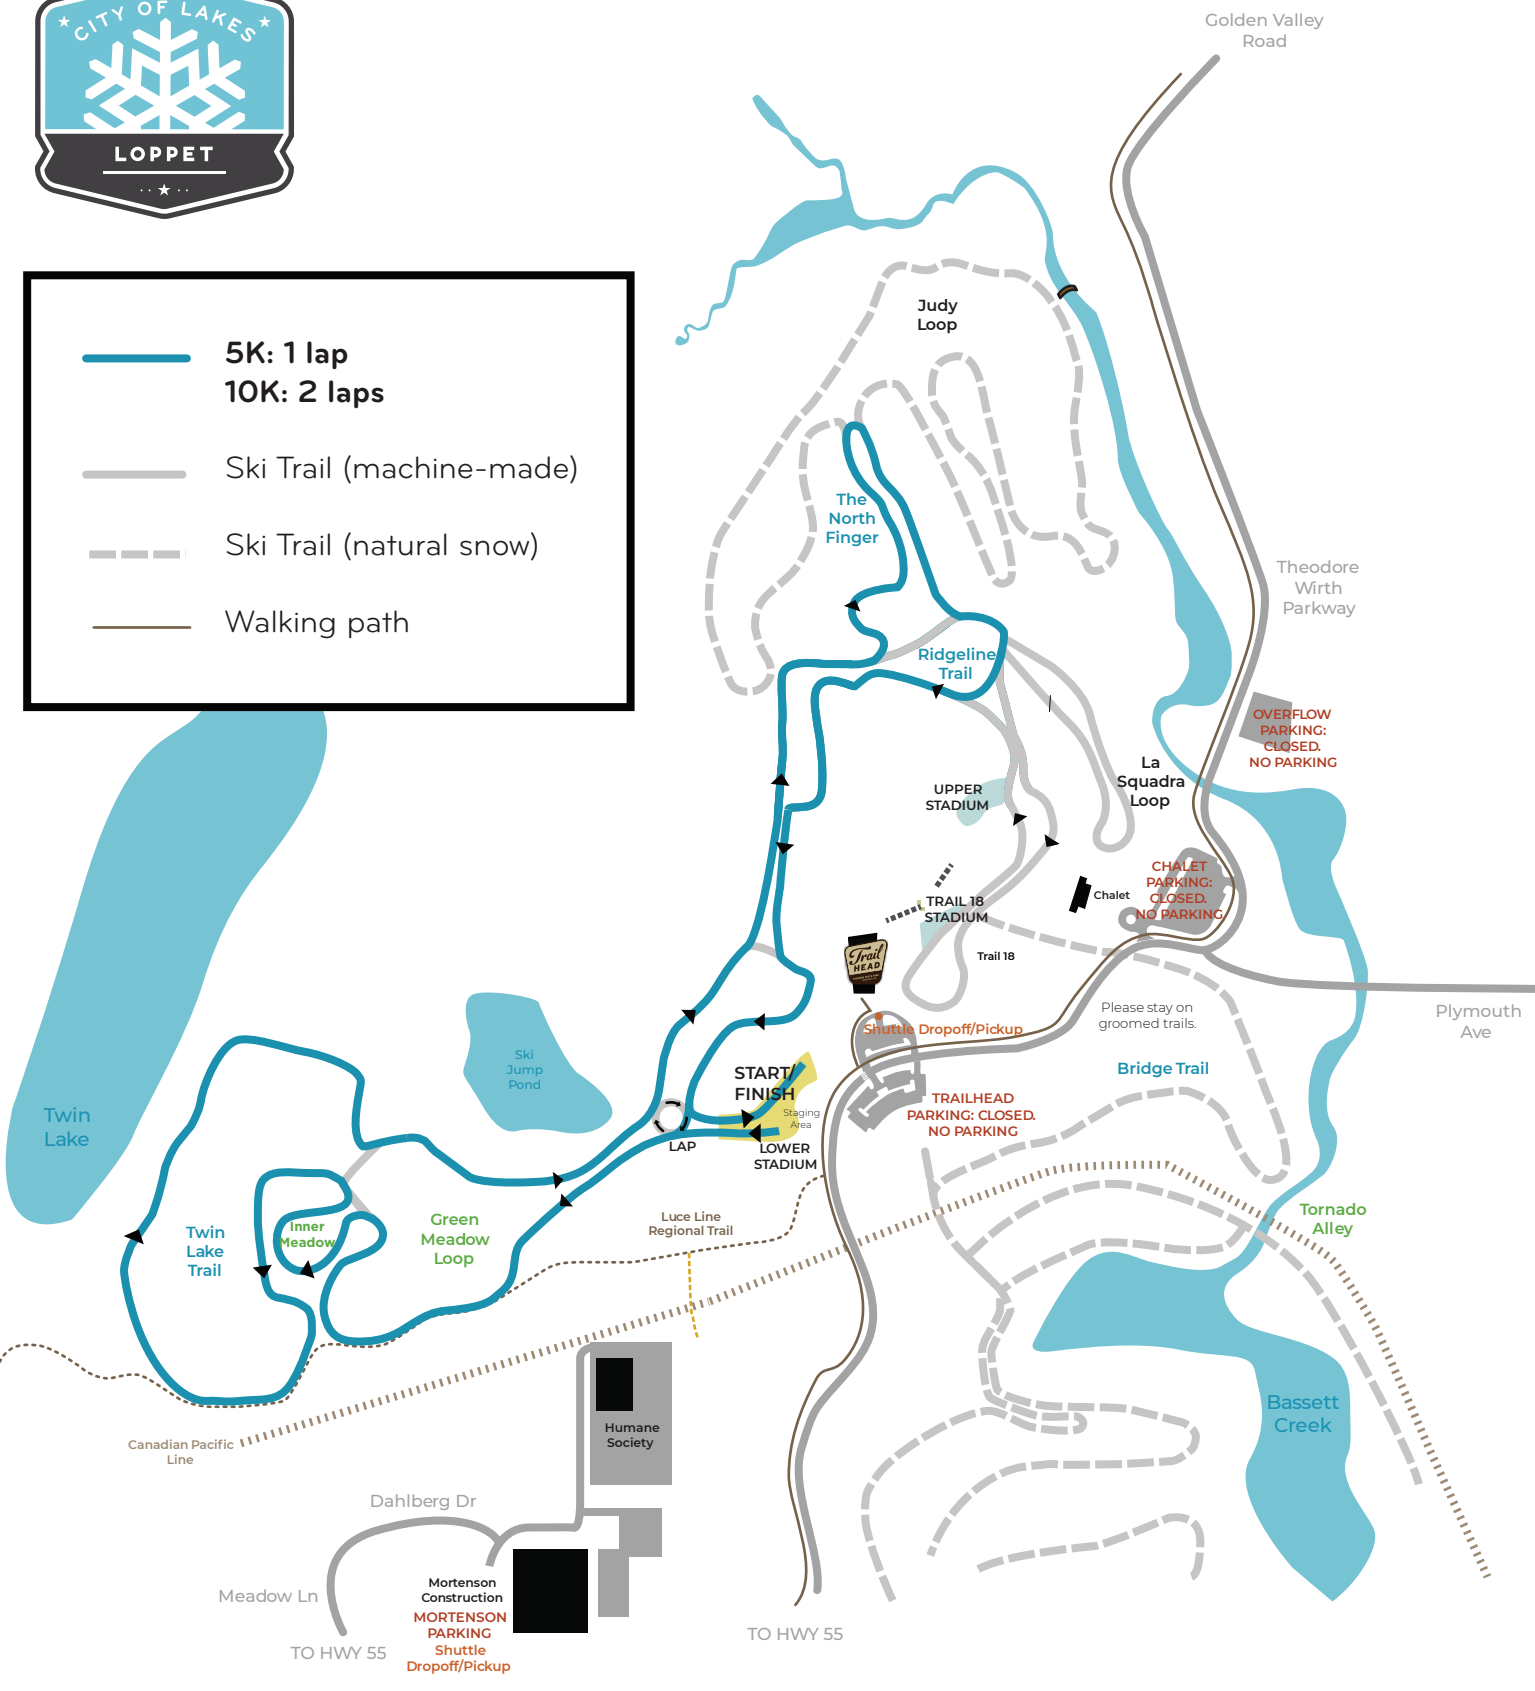 CITY OF LAKES
LOPPET
Golden Valley
Road
5K: 1 lap
10K: 2 laps
Ski Trail (machine-made)
Ski Trail (natural snow)
Walking path
Judy
Loop
The
North
Finger
Theodore
Wirth
Parkway
Ridgeline
Trail
OVERFLOW
PARKING:
CLOSED.
NO PARKING
La
Squadra
Loop
UPPER
STADIUM
CHALET
PARKING:
CLOSED.
NO PARKING
Chalet
TRAIL 18
STADIUM
Trail 18
Trail
HEAD
Please stay on
groomed trails.
Plymouth
Ave
Shuttle Dropoff/Pickup
Ski
Jump
Pond
START/
FINISH
Staging
Area
Bridge Trail
TRAILHEAD
PARKING: CLOSED.
NO PARKING
Twin
Lake
LAP
LOWER
STADIUM
Luce Line
Regional Trail
Tornado
Alley
Twin
Lake
Trail
Inner
Meadow
Green
Meadow
Loop
Bassett
Creek
Canadian Pacific
Line
Humane
Society
Dahlberg Dr
Meadow Ln
TO HWY 55
Mortenson
Construction
MORTENSON
PARKING
Shuttle
Dropoff/Pickup
TO HWY 55